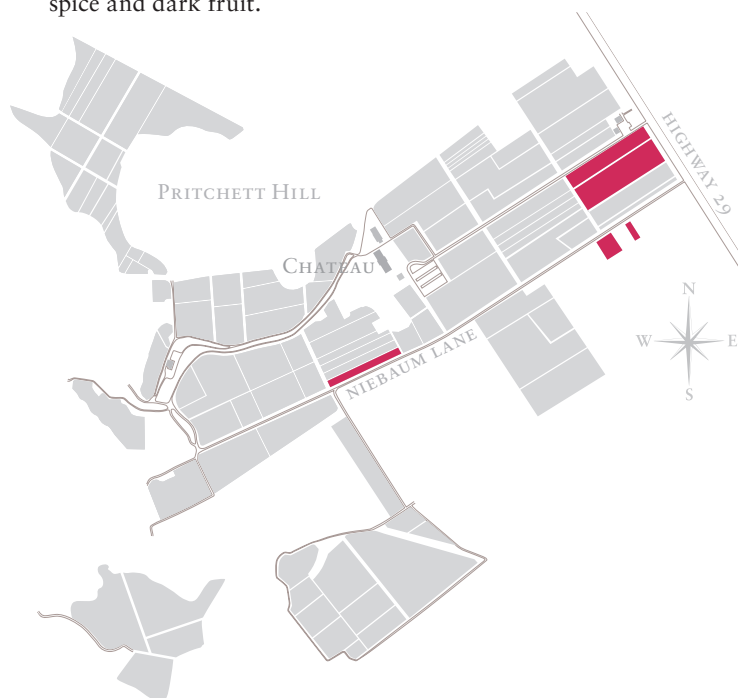 spice and dark fruit.
HIGHWAY 29
PRITCHETT HILL
CHATEAU
NIEBAUM LANE
N
W
E
S